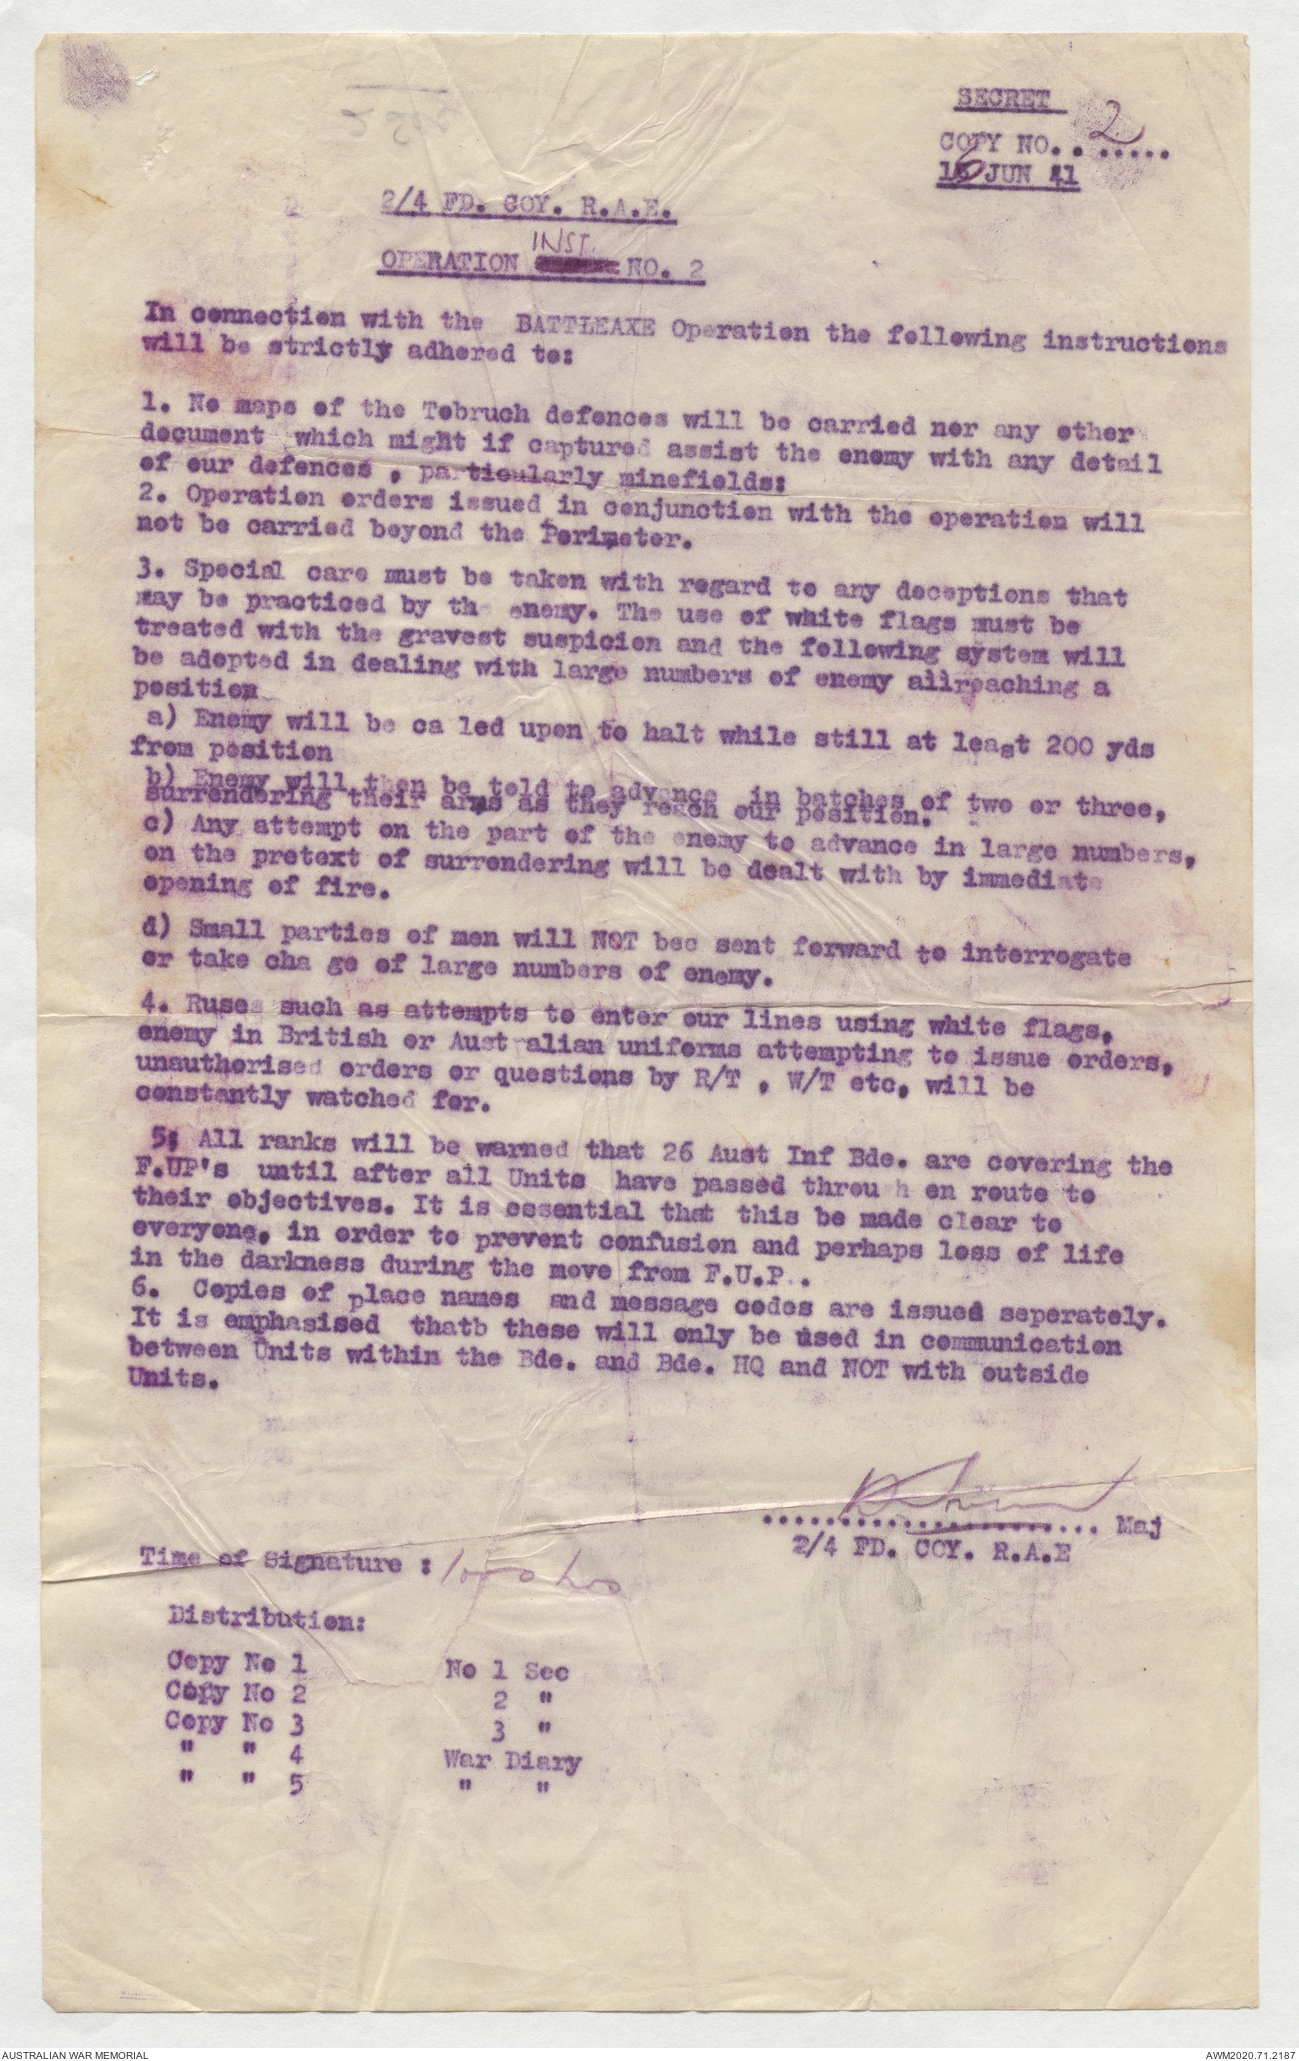 SECRET
COPY NO. . 2 .....
16 JUN 41
2/4 FD. COY. R.A.E.
INST.
OPERATION NO. 2
In connection with the BATTLEAXE Operation the following instructions
will be strictly adhered to:
1. No maps of the Tobruch defences will be carried nor any other
document which might if captured assist the enemy with any detail
of our defences , particularly minefields:
2. Operation orders issued in conjunction with the operation will
not be carried beyond the Perimeter.
3. Special care must be taken with regard to any deceptions that
may be practiced by the enemy. The use of white flags must be
treated with the gravest suspicion and the following system will
be adopted in dealing with large numbers of enemy allroaching a
position
a) Enemy will be ca led upon to halt while still at least 200 yds
from position
b) Enemy will then be told to advance in batches of two or three,
surrendering their arms as they reach our position.
c) Any attempt on the part of the enemy to advance in large numbers,
on the pretext of surrendering will be dealt with by immediate
opening of fire.
d) Small parties of men will NOT bec sent forward to interrogate
or take cha ge of large numbers of enemy.
4. Ruses such as attempts to enter our lines using white flags,
enemy in British or Australian uniforms attempting to issue orders,
unauthorised orders or questions by R/T , W/T etc, will be
constantly watched for.
5; All ranks will be warned that 26 Aust Inf Bde. are covering the
F.UP's until after all Units have passed throu h en route to
their objectives. It is essential that this be made clear to
everyone, in order to prevent confusion and perhaps loss of life
in the darkness during the move from F.U.P..
6. Copies of place names and message codes are issued seperately.
It is emphasised thatb these will only be used in communication
between Units within the Bde. and Bde. HQ and NOT with outside
Units.
...................... Maj
2/4 FD. COY. R.A.E
Time of Signature :
Distribution:
Copy No 1 No 1 Sec
Copy No 2 2 "
Copy No 3 3 "
" " 4 War Diary
" " 5 " "
AUSTRALIAN WAR MEMORIAL AWM2020.71.2187